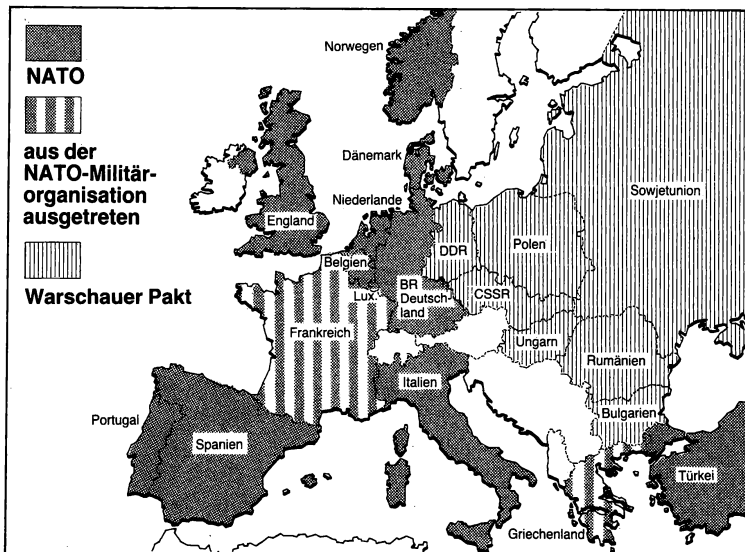 NATO
aus der
NATO-Militär-
organisation
ausgetreten
Warschauer Pakt
Norwegen
Dänemark
Niederlande
England
Belgien
Lux.
BR
Deutsch-
land
DDR
Polen
Sowjetunion
CSSR
Frankreich
Ungarn
Rumänien
Italien
Bulgarien
Portugal
Spanien
Türkei
Griechenland